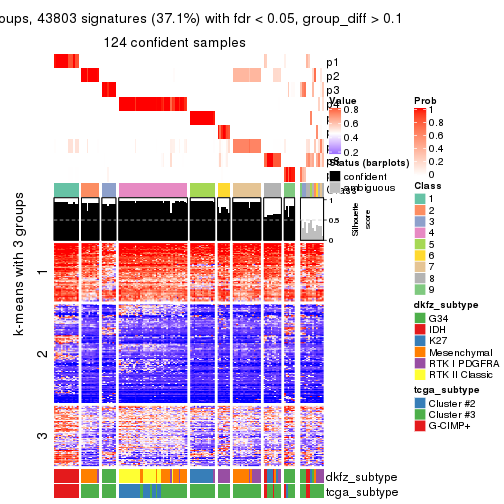 oups, 43803 signatures (37.1%) with fdr < 0.05, group_diff > 0.1
124 confident samples
p1
p2
p3
Value
0.8
0.6
0.4
0.2
Prob
1
0.8
0.6
0.4
0.2
0
Status (barplots)
confident
ambiguous
Class
1
2
3
4
5
6
7
8
9
1
0.5
0
Silhouette
score
k-means with 3 groups
1
2
3
dkfz_subtype
G34
IDH
K27
Mesenchymal
RTK I PDGFRA
RTK II Classic
tcga_subtype
Cluster #2
Cluster #3
G-CIMP+
dkfz_subtype
tcga_subtype